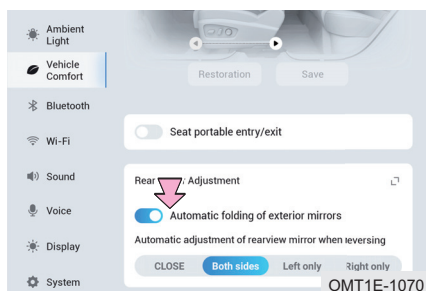 Ambient
Light
Vehicle
Comfort
Bluetooth
Wi-Fi
Sound
Voice
Display
System
Restoration
Save
Seat portable entry/exit
Adjustment
Automatic folding of exterior mirrors
Automatic adjustment of rearview mirror when reversing
CLOSE
Both sides
Left only
Right only
OMT1E-1070